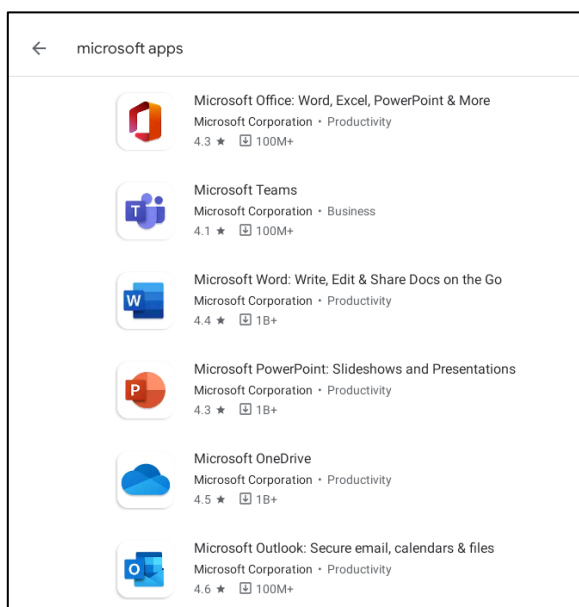 microsoft apps
Microsoft Office: Word, Excel, PowerPoint & More
Microsoft Corporation • Productivity
4.3 ★ 100M+
T
Microsoft Teams
Microsoft Corporation • Business
4.1 ★ 100M+
W
Microsoft Word: Write, Edit & Share Docs on the Go
Microsoft Corporation • Productivity
4.4 ★ 1B+
P
Microsoft PowerPoint: Slideshows and Presentations
Microsoft Corporation • Productivity
4.3 ★ 1B+
Microsoft OneDrive
Microsoft Corporation • Productivity
4.5 ★ 1B+
O
Microsoft Outlook: Secure email, calendars & files
Microsoft Corporation • Productivity
4.6 ★ 100M+